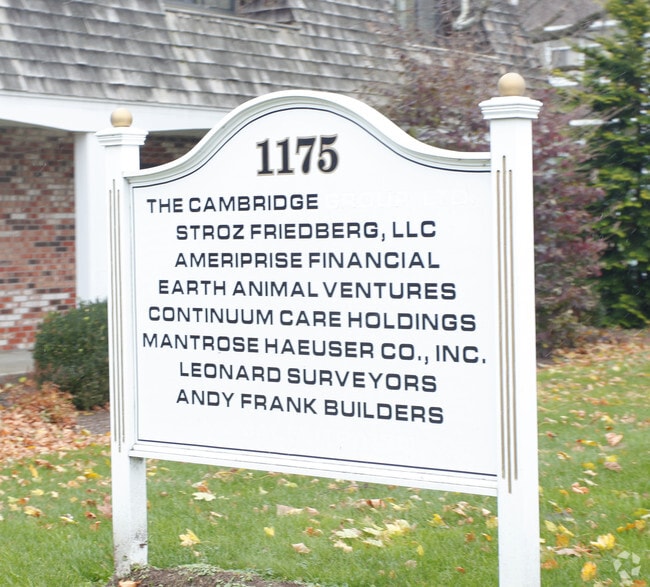 1175
THE CAMBRIDGE
STROZ FRIEDBERG, LLC
AMERIPRISE FINANCIAL
EARTH ANIMAL VENTURES
CONTINUUM CARE HOLDINGS
MANTROSE HAEUSER CO., INC.
LEONARD SURVEYORS
ANDY FRANK BUILDERS